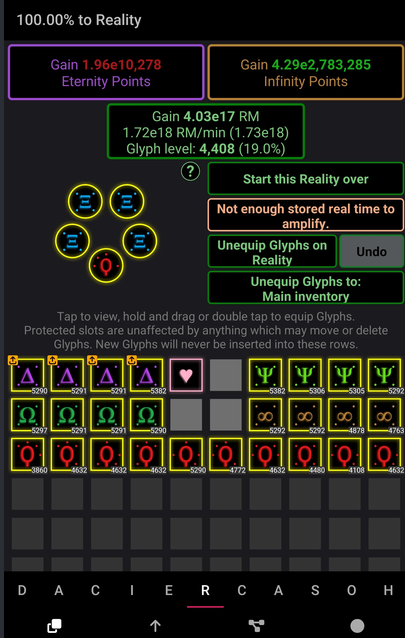 100.00% to Reality
Gain 1.96e10,278
Eternity Points
Gain 4.29e2,783,285
Infinity Points
Gain 4.03e17 RM
1.72e18 RM/min (1.73e18)
Glyph level: 4,408 (19.0%)
?
Start this Reality over
Not enough stored real time to
amplify.
Unequip Glyphs on
Reality
Undo
Unequip Glyphs to:
Main inventory
Ξ Ξ
Ξ Ξ
Ϙ
Tap to view, hold and drag or double tap to equip Glyphs.
Protected slots are unaffected by anything which may move or delete
Glyphs. New Glyphs will never be inserted into these rows.
Δ Δ Δ Δ ♥ Ψ Ψ Ψ Ψ
5290 5291 5291 5382 5382 5306 5305 5292
Ω Ω Ω Ω ∞ ∞ ∞ ∞
5297 5291 5291 5290 5292 5292 4878 4763
Ϙ Ϙ Ϙ Ϙ Ϙ Ϙ Ϙ Ϙ Ϙ Ϙ
3860 4632 4632 4632 5290 4772 4632 4480 4108 4632
D A C I E R C A S O H